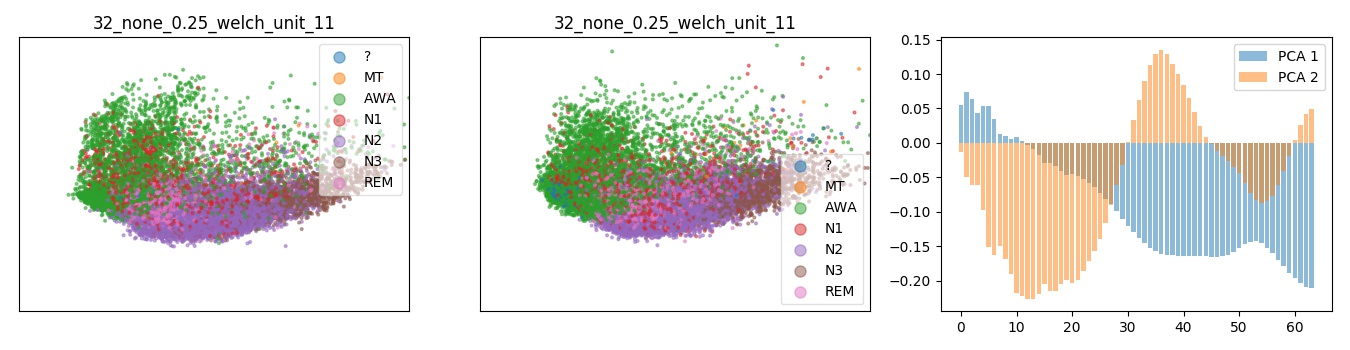 32_none_0.25_welch_unit_11
?
MT
AWA
N1
N2
N3
REM
32_none_0.25_welch_unit_11
?
MT
AWA
N1
N2
N3
REM
PCA 1
PCA 2
0.15
0.10
0.05
0.00
−0.05
−0.10
−0.15
−0.20
0 10 20 30 40 50 60